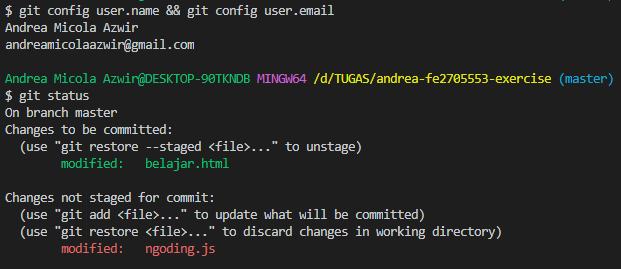 $ git config user.name && git config user.email
Andrea Micola Azwir
andreamicolaazwir@gmail.com
Andrea Micola Azwir@DESKTOP-90TKNDB MINGW64 /d/TUGAS/andrea-fe2705553-exercise (master)
$ git status
On branch master
Changes to be committed:
  (use "git restore --staged <file>..." to unstage)
        modified:   belajar.html

Changes not staged for commit:
  (use "git add <file>..." to update what will be committed)
  (use "git restore <file>..." to discard changes in working directory)
        modified:   ngoding.js